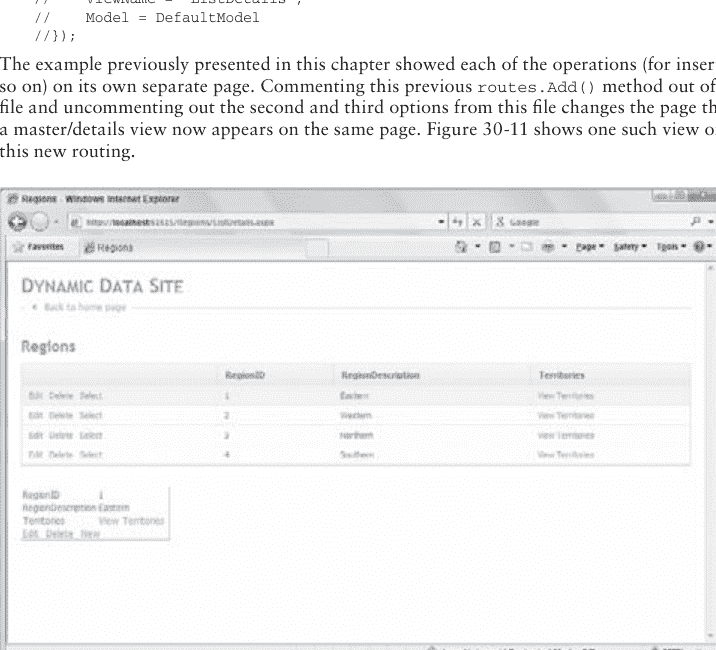 // ViewName = "ListDetails",
// Model = DefaultModel
//});
The example previously presented in this chapter showed each of the operations (for inser
so on) on its own separate page. Commenting this previous routes.Add() method out of
file and uncommenting out the second and third options from this file changes the page th
a master/details view now appears on the same page. Figure 30-11 shows one such view o
this new routing.
Regions - Windows Internet Explorer
http://localhost:52525/Regions/ListDetails.aspx
Google
Favorites Regions Page Safety Tools
DYNAMIC DATA SITE
Back to home page
Regions
RegionID RegionDescription Territories
Edit Delete Select 1 Eastern View Territories
Edit Delete Select 2 Western View Territories
Edit Delete Select 3 Northern View Territories
Edit Delete Select 4 Southern View Territories
RegionID 1
RegionDescription Eastern
Territories View Territories
Edit Delete New